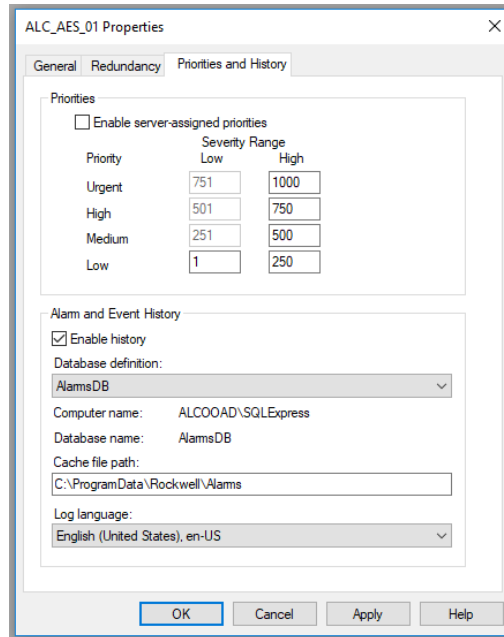 ALC_AES_01 Properties
General Redundancy Priorities and History
Priorities
Enable server-assigned priorities
Severity Range
Priority Low High
Urgent 751 1000
High 501 750
Medium 251 500
Low 1 250
Alarm and Event History
Enable history
Database definition:
AlarmsDB
Computer name: ALCOOAD\SQLExpress
Database name: AlarmsDB
Cache file path:
C:\ProgramData\Rockwell\Alarms
Log language:
English (United States), en-US
OK Cancel Apply Help